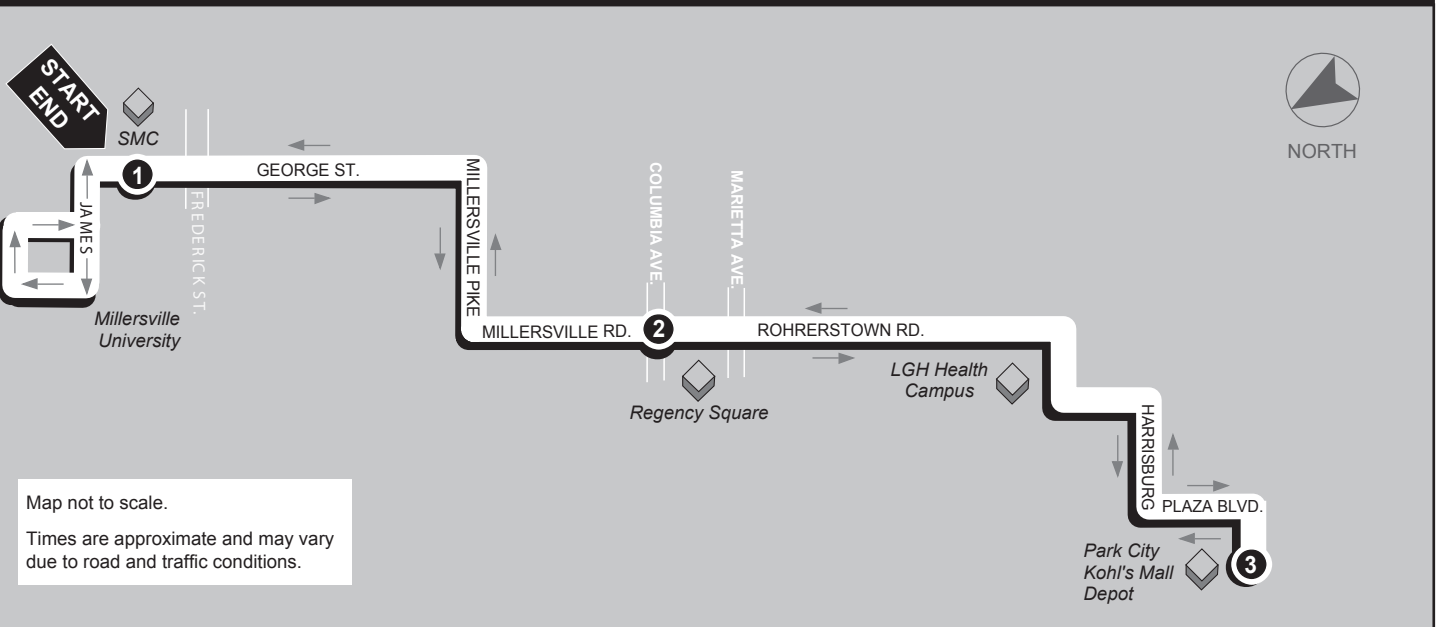 START
END
SMC
1
GEORGE ST.
FREDERICK ST.
JAMES
Millersville
University
MILLERSVILLE PIKE
MILLERSVILLE RD.
2
COLUMBIA AVE.
MARIETTA AVE.
ROHRERSTOWN RD.
Regency Square
LGH Health
Campus
HARRISBURG
PLAZA BLVD.
Park City
Kohl's Mall
Depot
3
NORTH
Map not to scale.
Times are approximate and may vary
due to road and traffic conditions.